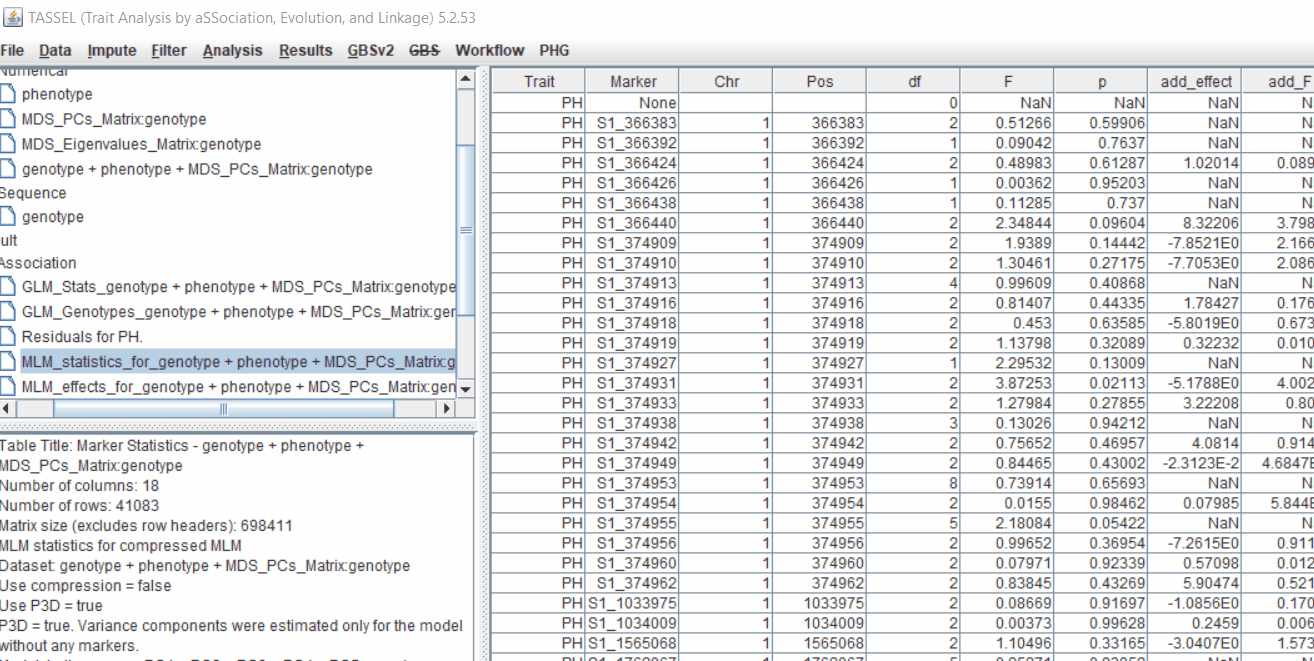 TASSEL (Trait Analysis by aSSociation, Evolution, and Linkage) 5.2.53
File Data Impute Filter Analysis Results GBSv2 GBS Workflow PHG
Numerical
phenotype
MDS_PCs_Matrix:genotype
MDS_Eigenvalues_Matrix:genotype
genotype + phenotype + MDS_PCs_Matrix:genotype
Sequence
genotype
ult
Association
GLM_Stats_genotype + phenotype + MDS_PCs_Matrix:genotype
GLM_Genotypes_genotype + phenotype + MDS_PCs_Matrix:ger
Residuals for PH.
MLM_statistics_for_genotype + phenotype + MDS_PCs_Matrix:g
MLM_effects_for_genotype + phenotype + MDS_PCs_Matrix:gen
Table Title: Marker Statistics - genotype + phenotype +
MDS_PCs_Matrix:genotype
Number of columns: 18
Number of rows: 41083
Matrix size (excludes row headers): 698411
MLM statistics for compressed MLM
Dataset: genotype + phenotype + MDS_PCs_Matrix:genotype
Use compression = false
Use P3D = true
P3D = true. Variance components were estimated only for the model
without any markers.
Trait Marker Chr Pos df F p add_effect add_F
PH None 0 NaN NaN NaN N
PH S1_366383 1 366383 2 0.51266 0.59906 NaN N
PH S1_366392 1 366392 1 0.09042 0.7637 NaN N
PH S1_366424 1 366424 2 0.48983 0.61287 1.02014 0.089
PH S1_366426 1 366426 1 0.00362 0.95203 NaN N
PH S1_366438 1 366438 1 0.11285 0.737 NaN N
PH S1_366440 1 366440 2 2.34844 0.09604 8.32206 3.798
PH S1_374909 1 374909 2 1.9389 0.14442 -7.8521E0 2.166
PH S1_374910 1 374910 2 1.30461 0.27175 -7.7053E0 2.086
PH S1_374913 1 374913 4 0.99609 0.40868 NaN N
PH S1_374916 1 374916 2 0.81407 0.44335 1.78427 0.176
PH S1_374918 1 374918 2 0.453 0.63585 -5.8019E0 0.673
PH S1_374919 1 374919 2 1.13798 0.32089 0.32232 0.010
PH S1_374927 1 374927 1 2.29532 0.13009 NaN N
PH S1_374931 1 374931 2 3.87253 0.02113 -5.1788E0 4.002
PH S1_374933 1 374933 2 1.27984 0.27855 3.22208 0.80
PH S1_374938 1 374938 3 0.13026 0.94212 NaN N
PH S1_374942 1 374942 2 0.75652 0.46957 4.0814 0.914
PH S1_374949 1 374949 2 0.84465 0.43002 -2.3123E-2 4.6847E
PH S1_374953 1 374953 8 0.73914 0.65693 NaN N
PH S1_374954 1 374954 2 0.0155 0.98462 0.07985 5.844E
PH S1_374955 1 374955 5 2.18084 0.05422 NaN N
PH S1_374956 1 374956 2 0.99652 0.36954 -7.2615E0 0.911
PH S1_374960 1 374960 2 0.07971 0.92339 0.57098 0.012
PH S1_374962 1 374962 2 0.83845 0.43269 5.90474 0.521
PH S1_1033975 1 1033975 2 0.08669 0.91697 -1.0856E0 0.170
PH S1_1034009 1 1034009 2 0.00373 0.99628 0.2459 0.006
PH S1_1565068 1 1565068 2 1.10496 0.33165 -3.0407E0 1.573